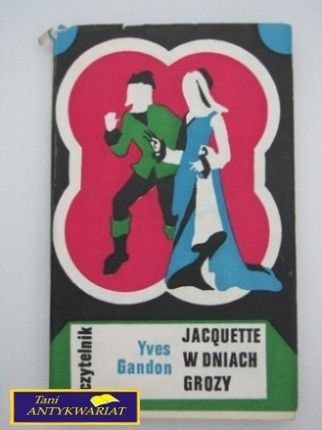 czytelnik
Yves
Gandon
JACQUETTE
W DNIACH
GROZY
Tani
ANTYKWARIAT